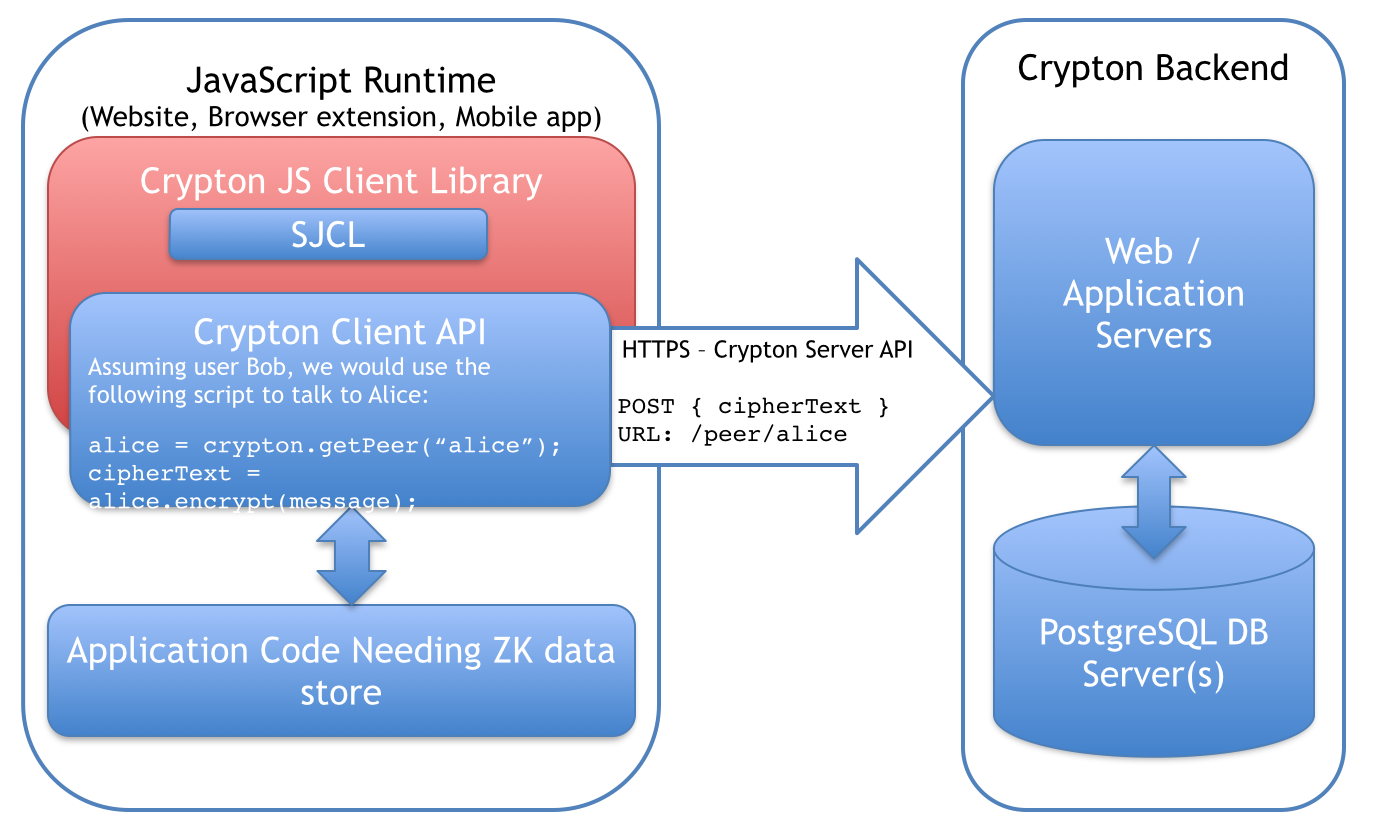 JavaScript Runtime
(Website, Browser extension, Mobile app)
Crypton JS Client Library
SJCL
Crypton Client API
Assuming user Bob, we would use the
following script to talk to Alice:
alice = crypton.getPeer(“alice”);
cipherText =
alice.encrypt(message);
Application Code Needing ZK data
store
HTTPS – Crypton Server API
POST { cipherText }
URL: /peer/alice
Crypton Backend
Web /
Application
Servers
PostgreSQL DB
Server(s)